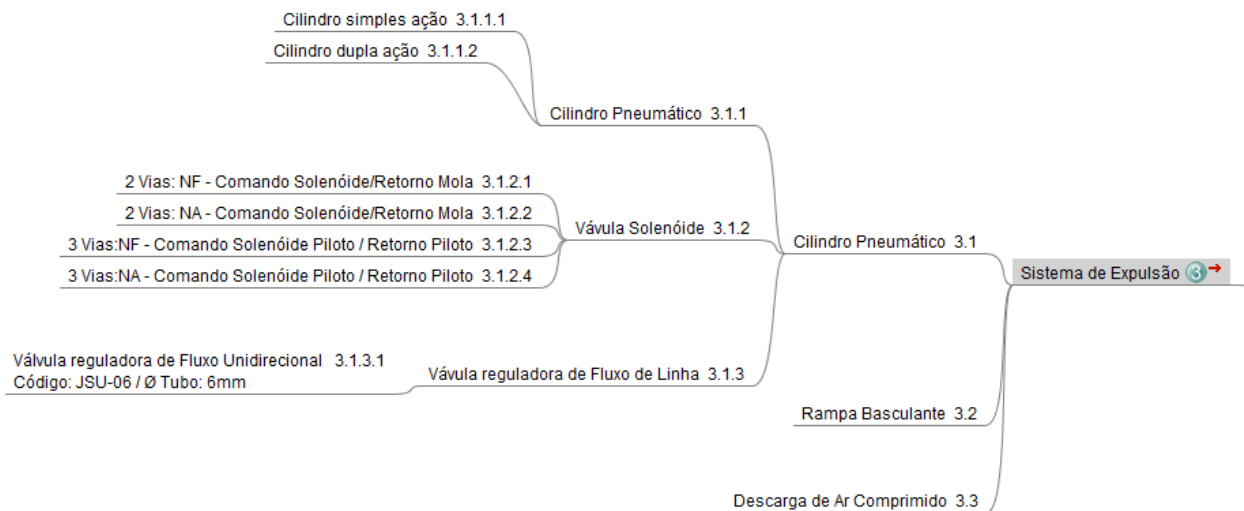 Cilindro simples ação 3.1.1.1
Cilindro dupla ação 3.1.1.2
Cilindro Pneumático 3.1.1
2 Vias: NF - Comando Solenóide/Retorno Mola 3.1.2.1
2 Vias: NA - Comando Solenóide/Retorno Mola 3.1.2.2
Vávula Solenóide 3.1.2
3 Vias:NF - Comando Solenóide Piloto / Retorno Piloto 3.1.2.3
Cilindro Pneumático 3.1
3 Vias:NA - Comando Solenóide Piloto / Retorno Piloto 3.1.2.4
Sistema de Expulsão 3
Válvula reguladora de Fluxo Unidirecional 3.1.3.1
Código: JSU-06 / Ø Tubo: 6mm
Vávula reguladora de Fluxo de Linha 3.1.3
Rampa Basculante 3.2
Descarga de Ar Comprimido 3.3